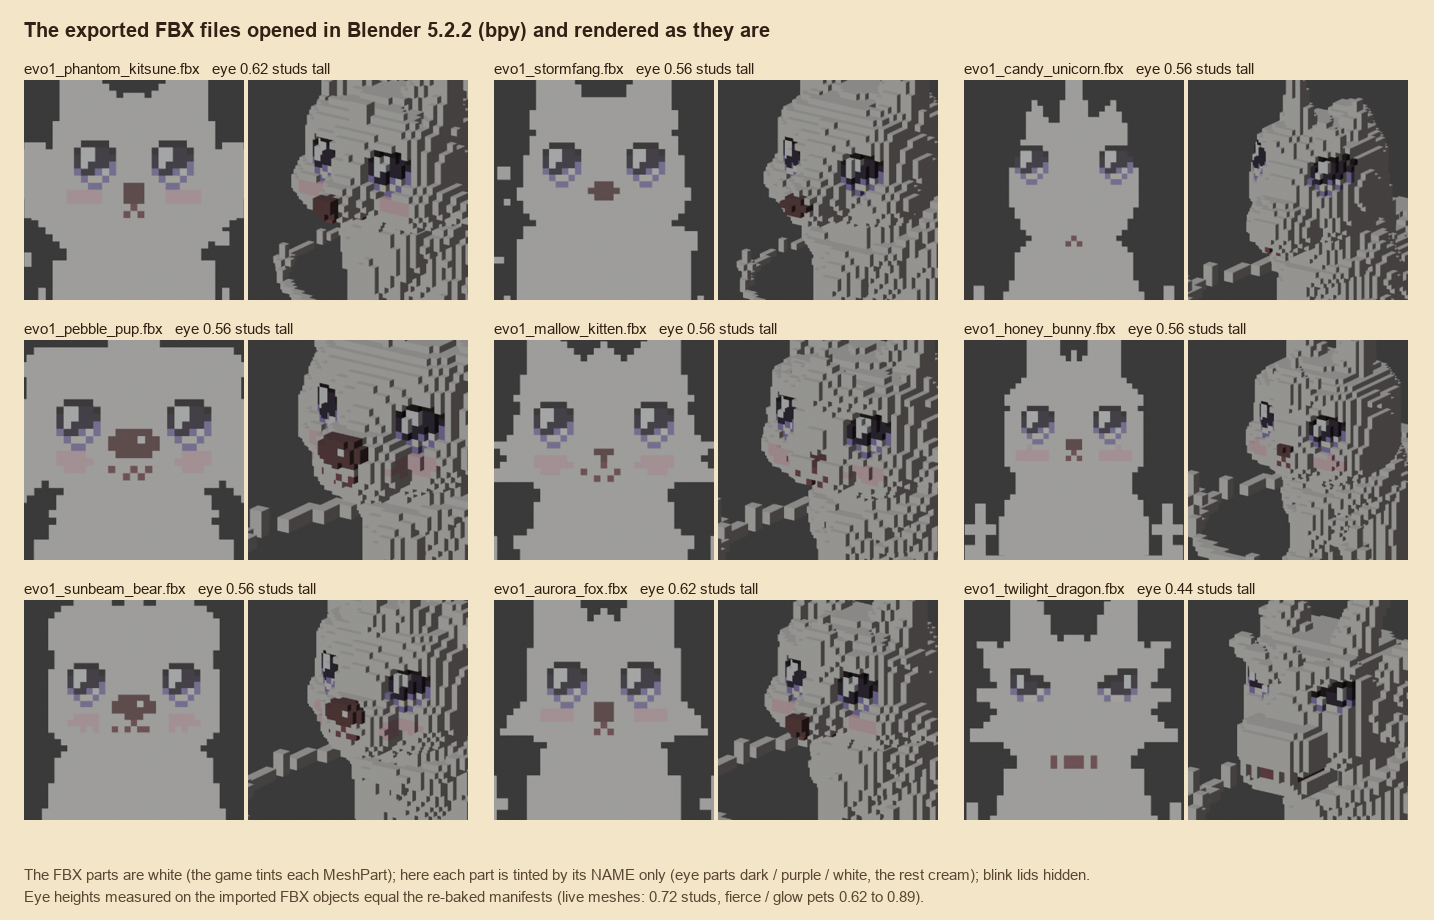 The exported FBX files opened in Blender 5.2.2 (bpy) and rendered as they are
evo1_phantom_kitsune.fbx eye 0.62 studs tall
evo1_stormfang.fbx eye 0.56 studs tall
evo1_candy_unicorn.fbx eye 0.56 studs tall
evo1_pebble_pup.fbx eye 0.56 studs tall
evo1_mallow_kitten.fbx eye 0.56 studs tall
evo1_honey_bunny.fbx eye 0.56 studs tall
evo1_sunbeam_bear.fbx eye 0.56 studs tall
evo1_aurora_fox.fbx eye 0.62 studs tall
evo1_twilight_dragon.fbx eye 0.44 studs tall
The FBX parts are white (the game tints each MeshPart); here each part is tinted by its NAME only (eye parts dark / purple / white, the rest cream); blink lids hidden.
Eye heights measured on the imported FBX objects equal the re-baked manifests (live meshes: 0.72 studs, fierce / glow pets 0.62 to 0.89).